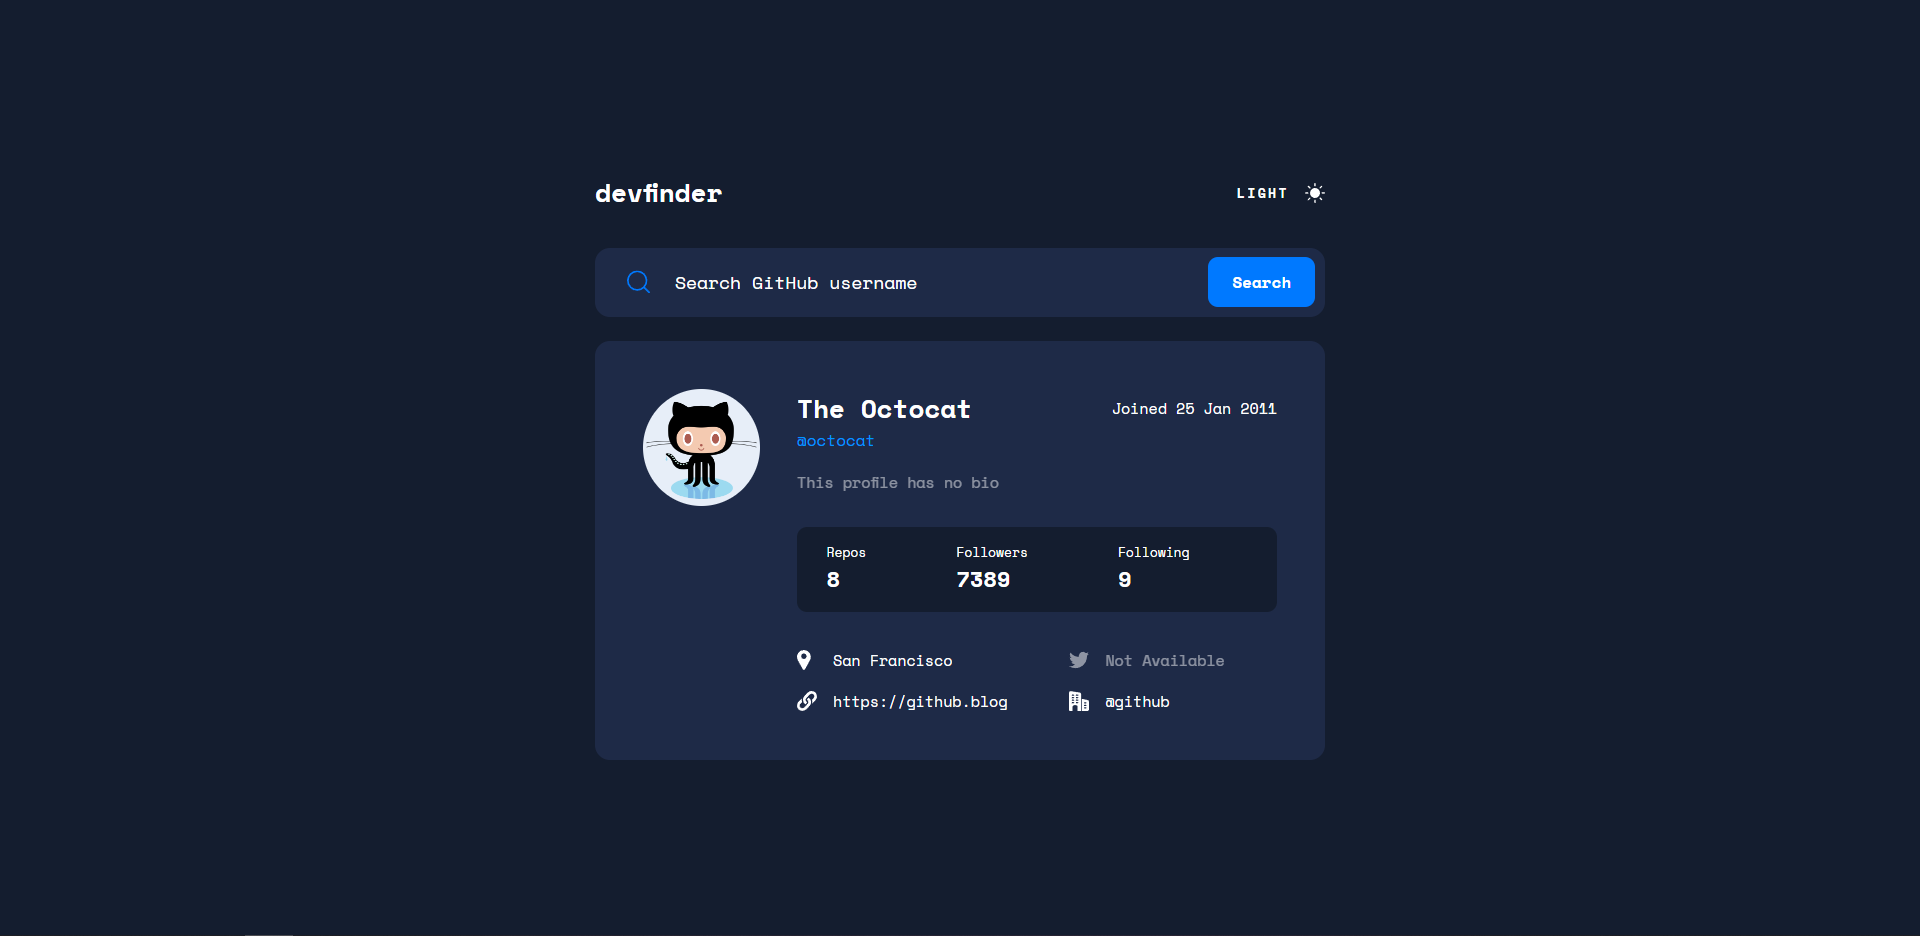 devfinder
LIGHT
Search GitHub username
Search
The Octocat
Joined 25 Jan 2011
@octocat
This profile has no bio
Repos Followers Following
8 7389 9
San Francisco
Not Available
https://github.blog
@github